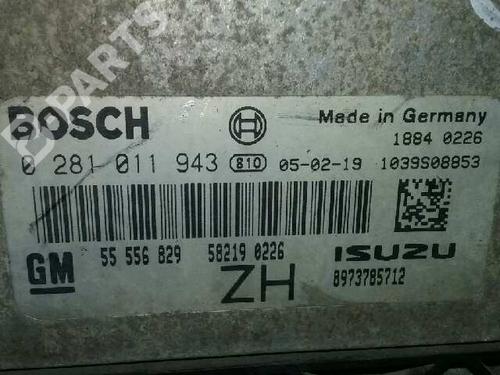 BOSCH
Made in Germany
1884 0226
0 281 011 943 810 05-02-19 1039S08853
GM 55 556 829 58219 0226 ISUZU
ZH 8973785712